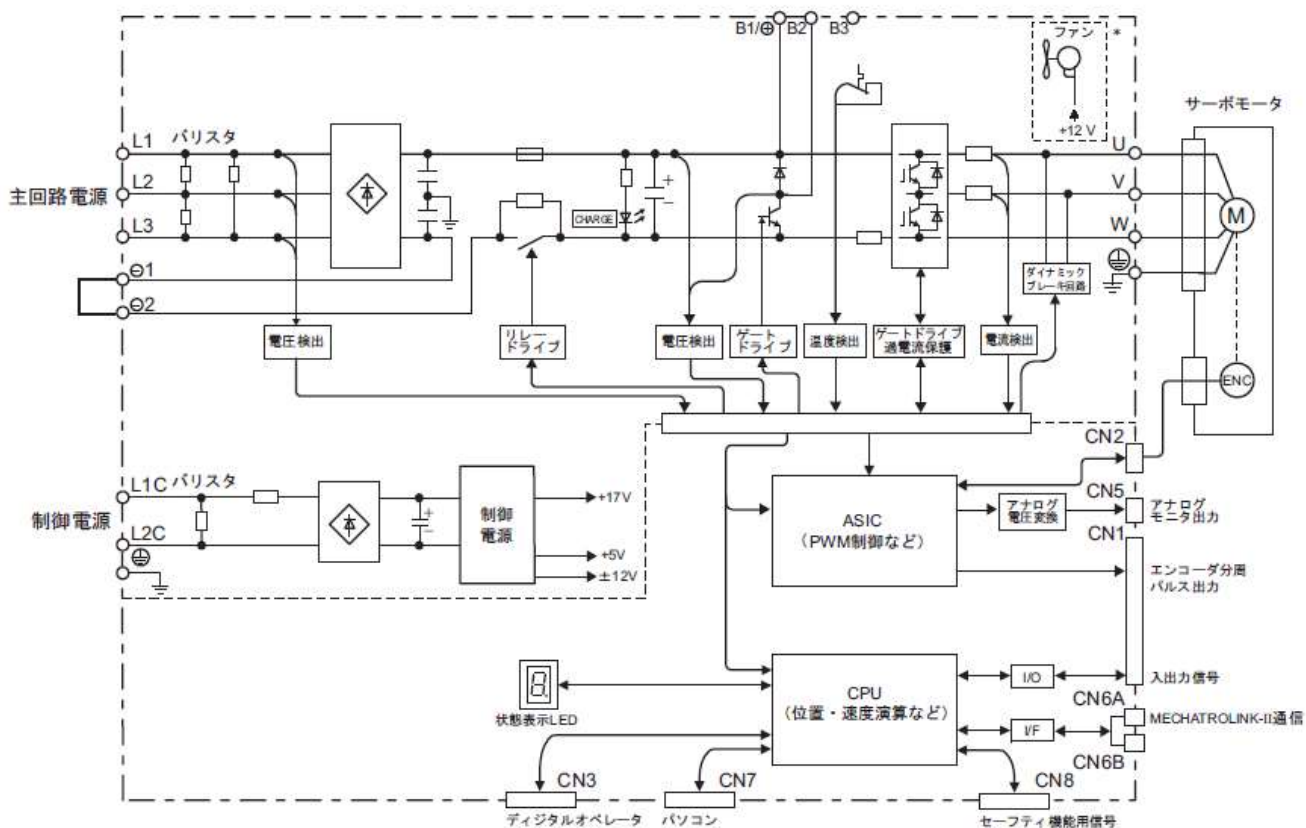 B1/⊕ B2 B3
ファン *
+12 V
サーボモータ
主回路電源
L1 バリスタ
L2
L3
⊖1
⊖2
CHARGE
U
V
W
M
ENC
電圧検出
リレー
ドライブ
電圧検出
ゲート
ドライブ
温度検出
ゲートドライブ
過電流保護
電流検出
ダイナミック
ブレーキ回路
制御電源
L1C バリスタ
L2C
制御
電源
+17V
+5V
±12V
ASIC
(PWM制御など)
アナログ
電圧変換
CN2
CN5
アナログ
モニタ出力
CN1
エンコーダ分周
パルス出力
CPU
(位置・速度演算など)
I/O
入出力信号
I/F
CN6A
MECHATROLINK-II通信
CN6B
8.
状態表示LED
CN3
ディジタルオペレータ
CN7
パソコン
CN8
セーフティ機能用信号